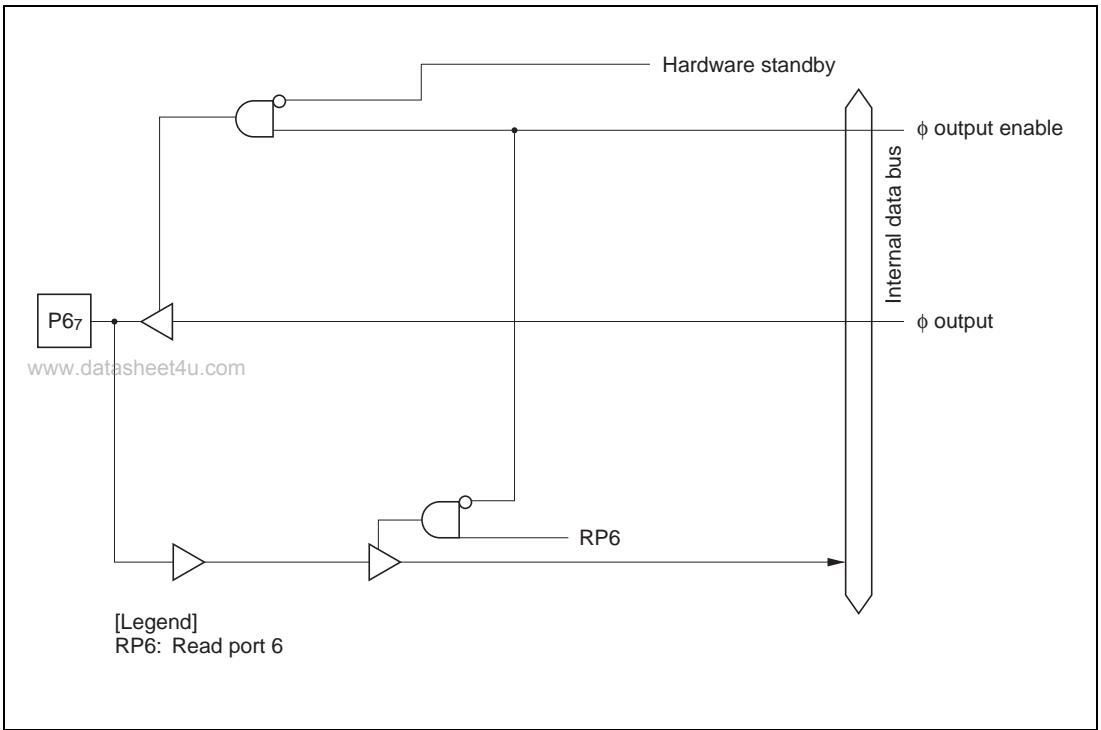 Hardware standby
ϕ output enable
Internal data bus
P67
ϕ output
www.datasheet4u.com
RP6
[Legend]
RP6: Read port 6